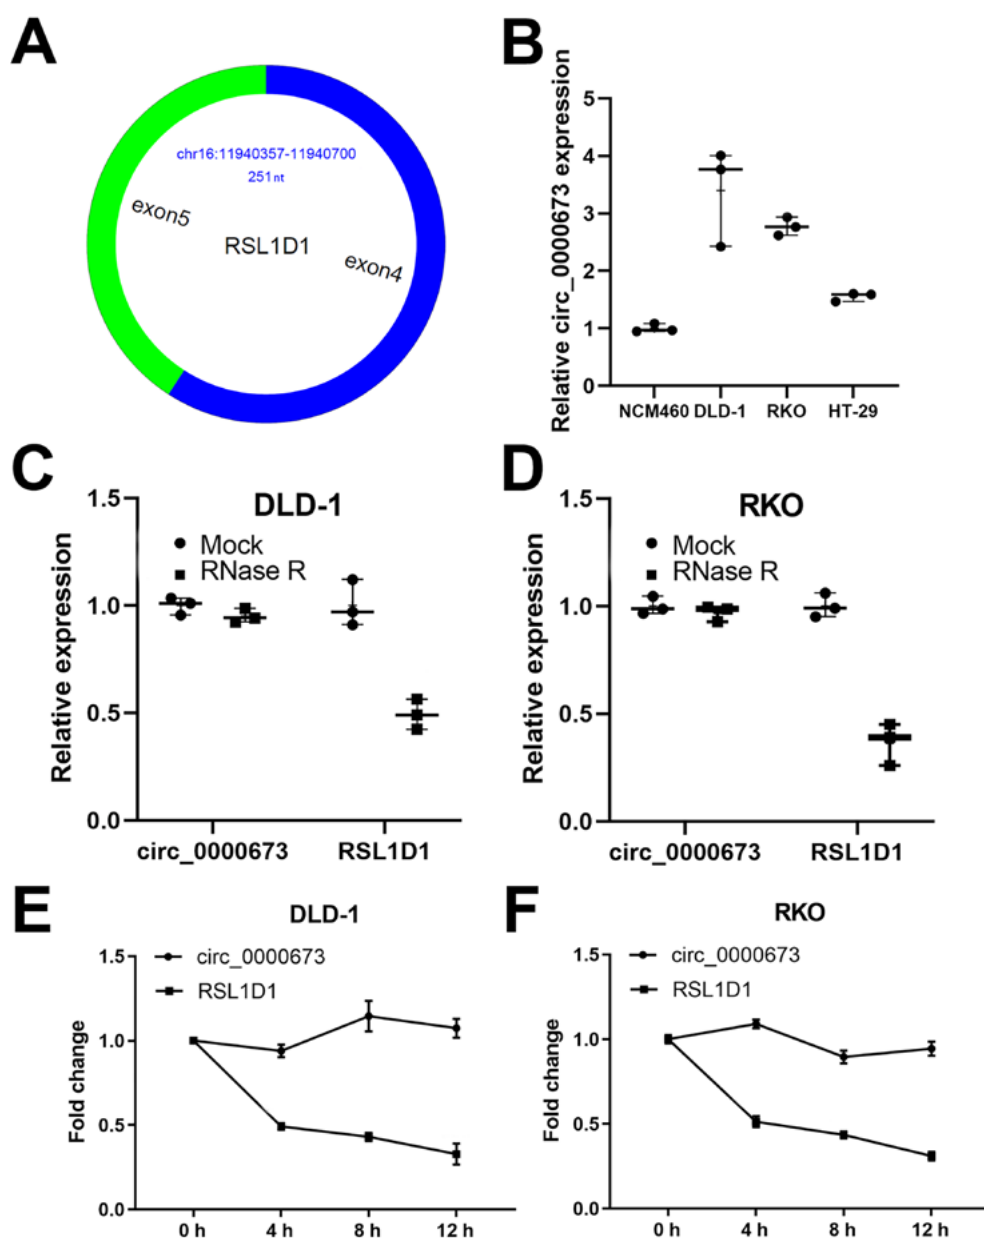 A
chr16:11940357-11940700
251nt
exon5
RSL1D1
exon4
B
Relative circ_0000673 expression
5
4
3
2
1
0
NCM460 DLD-1 RKO HT-29
C
DLD-1
Relative expression
1.5
1.0
0.5
0.0
Mock
RNase R
circ_0000673 RSL1D1
D
RKO
Relative expression
1.5
1.0
0.5
0.0
Mock
RNase R
circ_0000673 RSL1D1
E
DLD-1
Fold change
1.5
1.0
0.5
0.0
circ_0000673
RSL1D1
0 h 4 h 8 h 12 h
F
RKO
Fold change
1.5
1.0
0.5
0.0
circ_0000673
RSL1D1
0 h 4 h 8 h 12 h